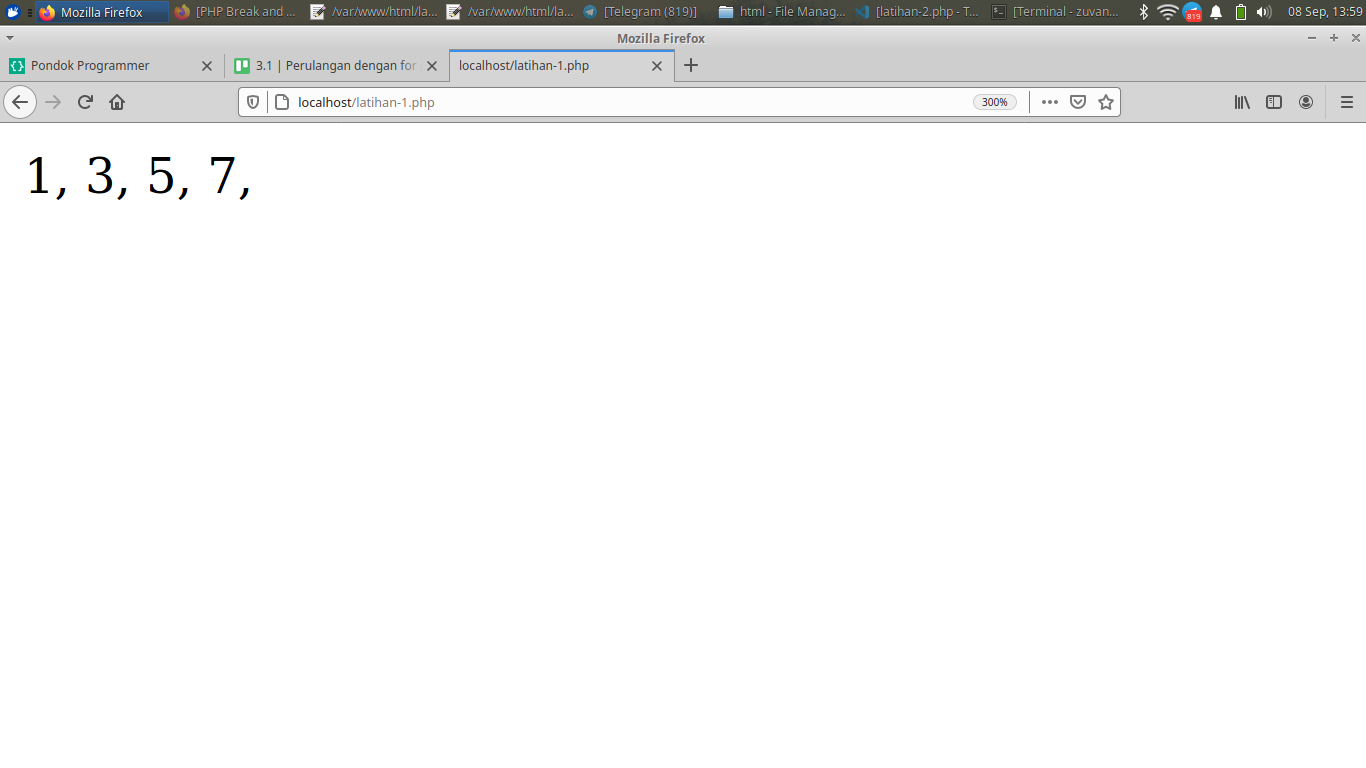 Mozilla Firefox [PHP Break and ... /var/www/html/la... /var/www/html/la... [Telegram (819)] html - File Manag... [latihan-2.php - T... [Terminal - zuvan... 819 08 Sep, 13:59
Mozilla Firefox
Pondok Programmer 3.1 | Perulangan dengan for localhost/latihan-1.php
localhost/latihan-1.php 300%
1, 3, 5, 7,